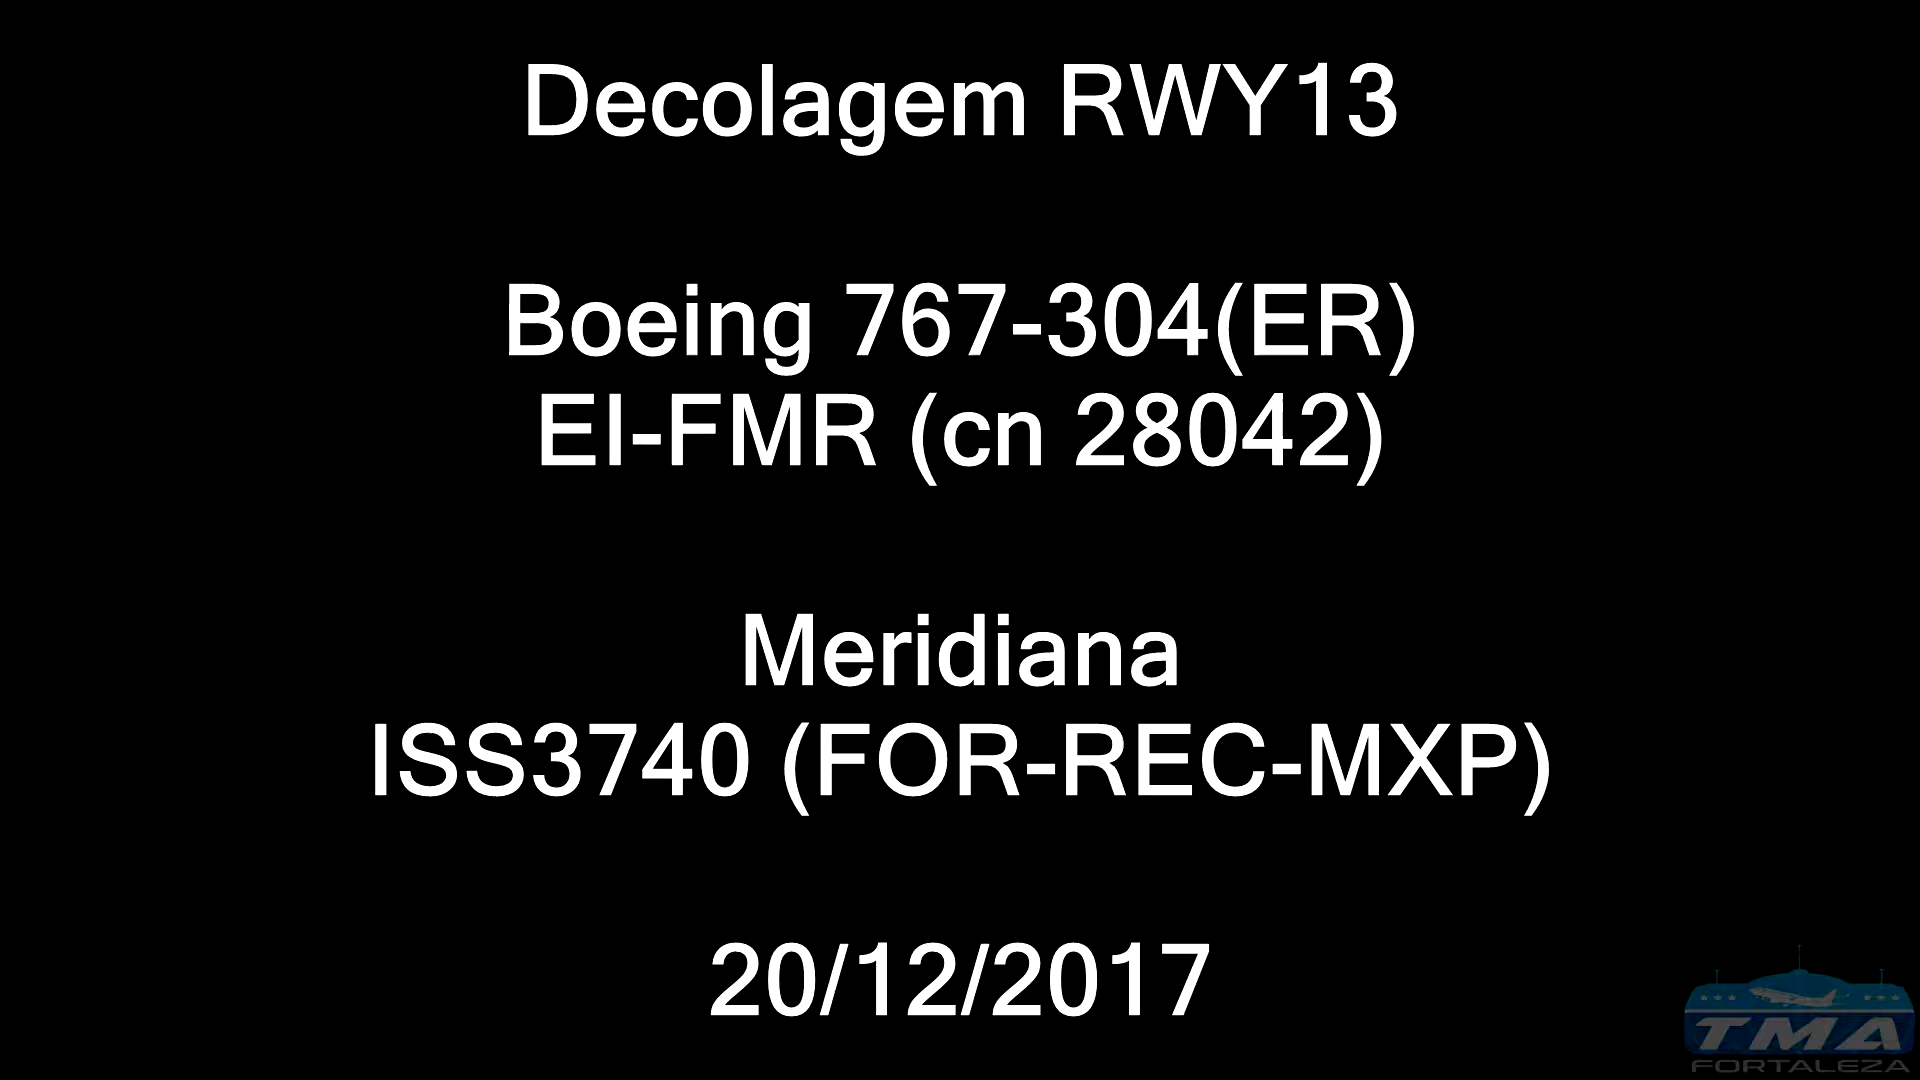 Decolagem RWY13
Boeing 767-304(ER)
EI-FMR (cn 28042)
Meridiana
ISS3740 (FOR-REC-MXP)
20/12/2017
TMA
FORTALEZA